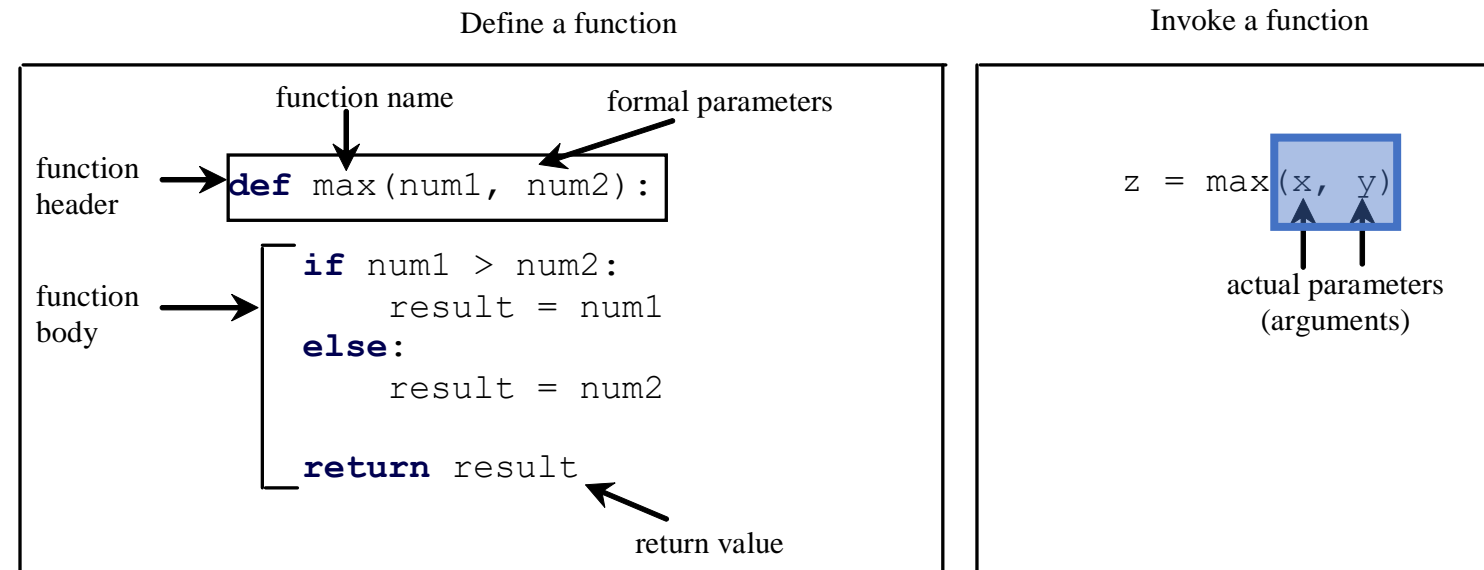 Define a function
Invoke a function
function name
formal parameters
function
header
def max(num1, num2):
function
body
if num1 > num2:
    result = num1
else:
    result = num2
return result
return value
z = max(x, y)
actual parameters
(arguments)